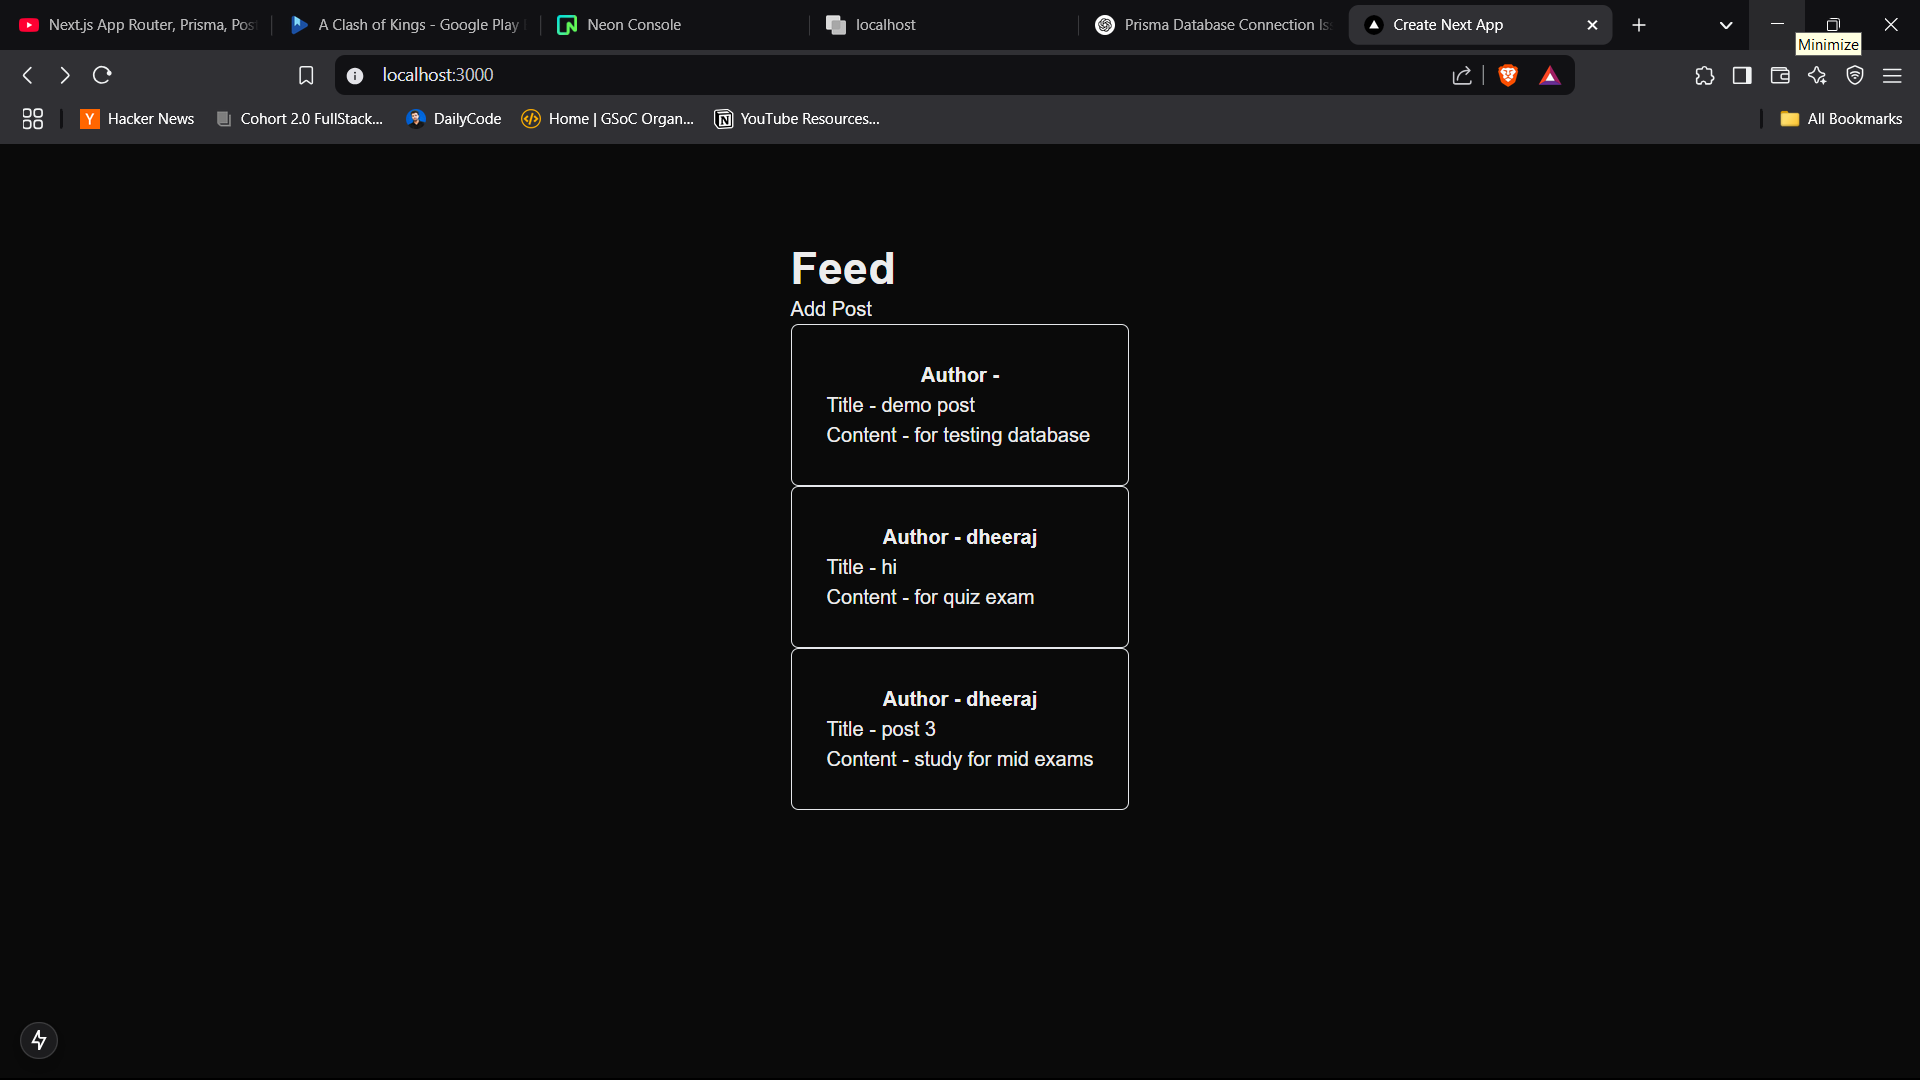 Next.js App Router, Prisma, Pos
A Clash of Kings - Google Play
Neon Console
localhost
Prisma Database Connection Is
Create Next App
Minimize
localhost:3000
Hacker News
Cohort 2.0 FullStack...
DailyCode
Home | GSoC Organ...
YouTube Resources...
All Bookmarks
Feed
Add Post
Author -
Title - demo post
Content - for testing database
Author - dheeraj
Title - hi
Content - for quiz exam
Author - dheeraj
Title - post 3
Content - study for mid exams